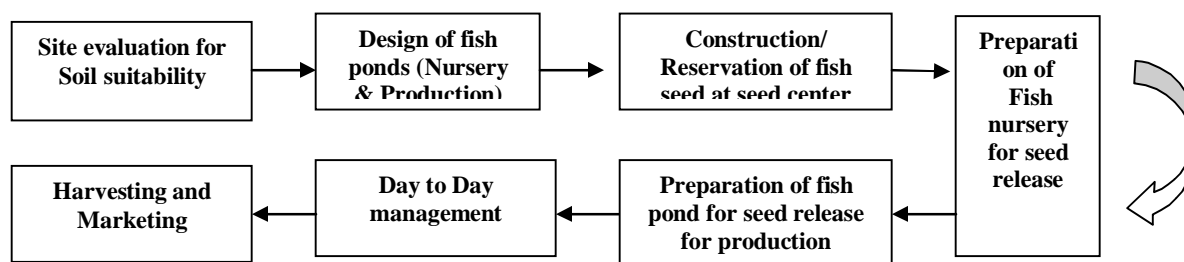 Site evaluation for
Soil suitability
Design of fish
ponds (Nursery
& Production)
Construction/
Reservation of fish
seed at seed center
Preparati
on of
Fish
nursery
for seed
release
Preparation of fish
pond for seed release
for production
Day to Day
management
Harvesting and
Marketing